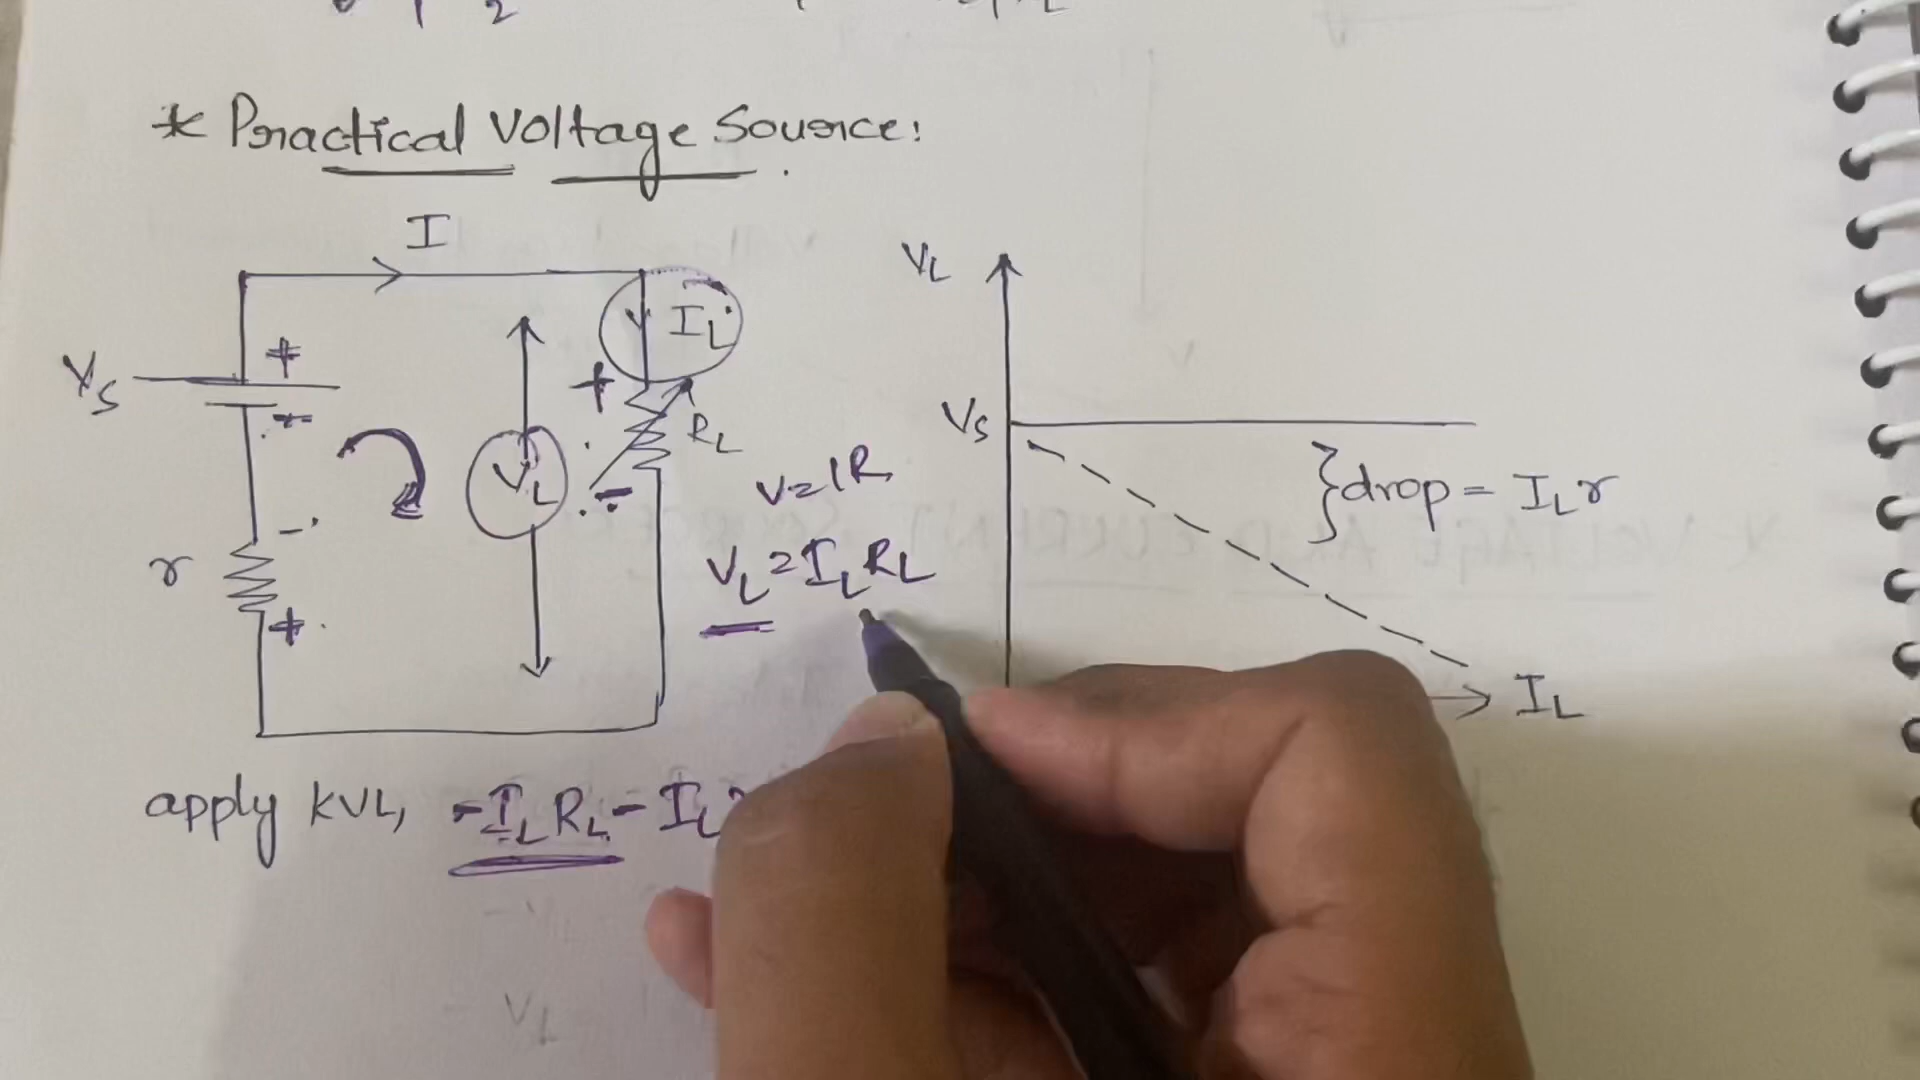 * Practical Voltage Source:
I
VL
IL
+
VS
+
-
RL
VS
VL
-
V=IR
} drop = ILr
-
r
+
VL = ILRL
IL
apply KVL, -ILRL - IL
VL